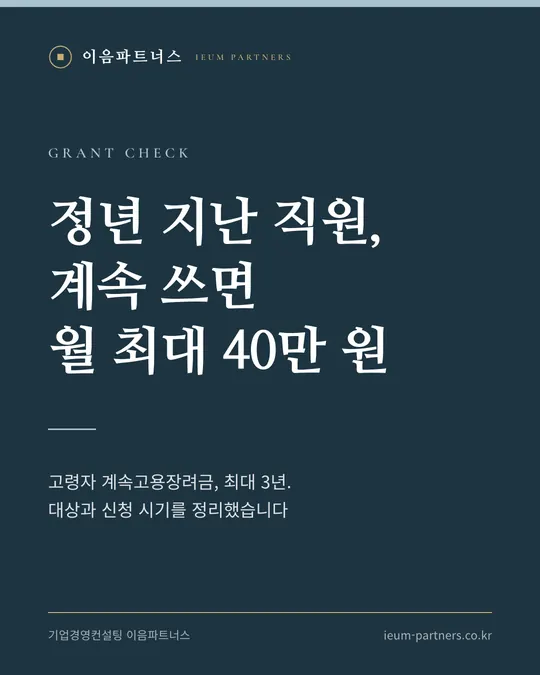 이음파트너스 IEUM PARTNERS
GRANT CHECK
정년 지난 직원,
계속 쓰면
월 최대 40만 원
고령자 계속고용장려금, 최대 3년.
대상과 신청 시기를 정리했습니다
기업경영컨설팅 이음파트너스
ieum-partners.co.kr